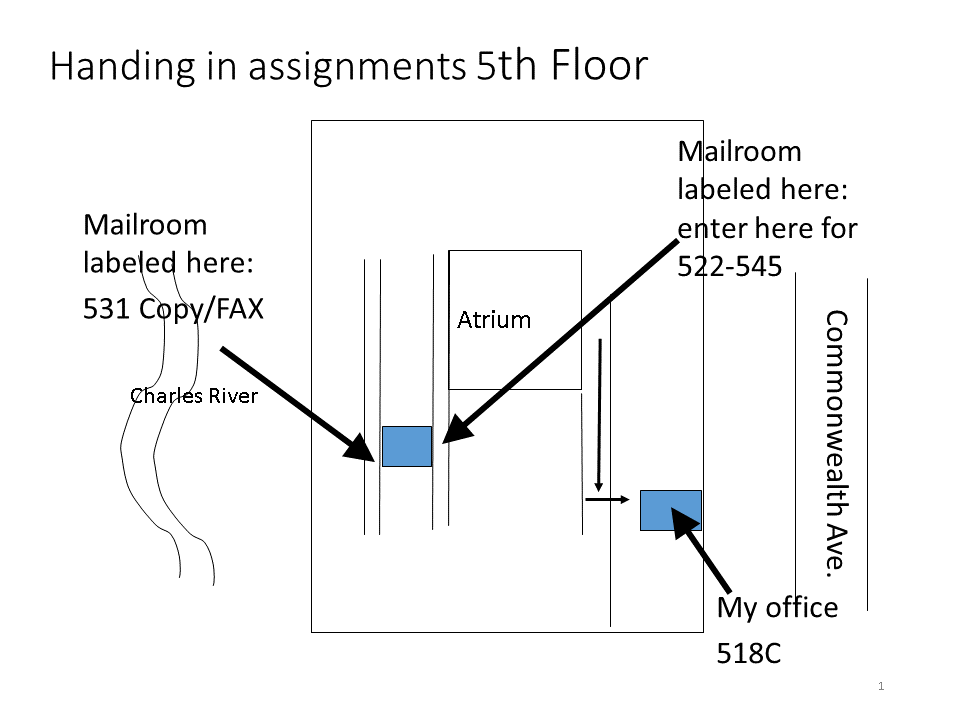 Handing in assignments 5th Floor
Mailroom
labeled here:
531 Copy/FAX
Mailroom
labeled here:
enter here for
522-545
Atrium
Charles River
Commonwealth Ave.
My office
518C
1